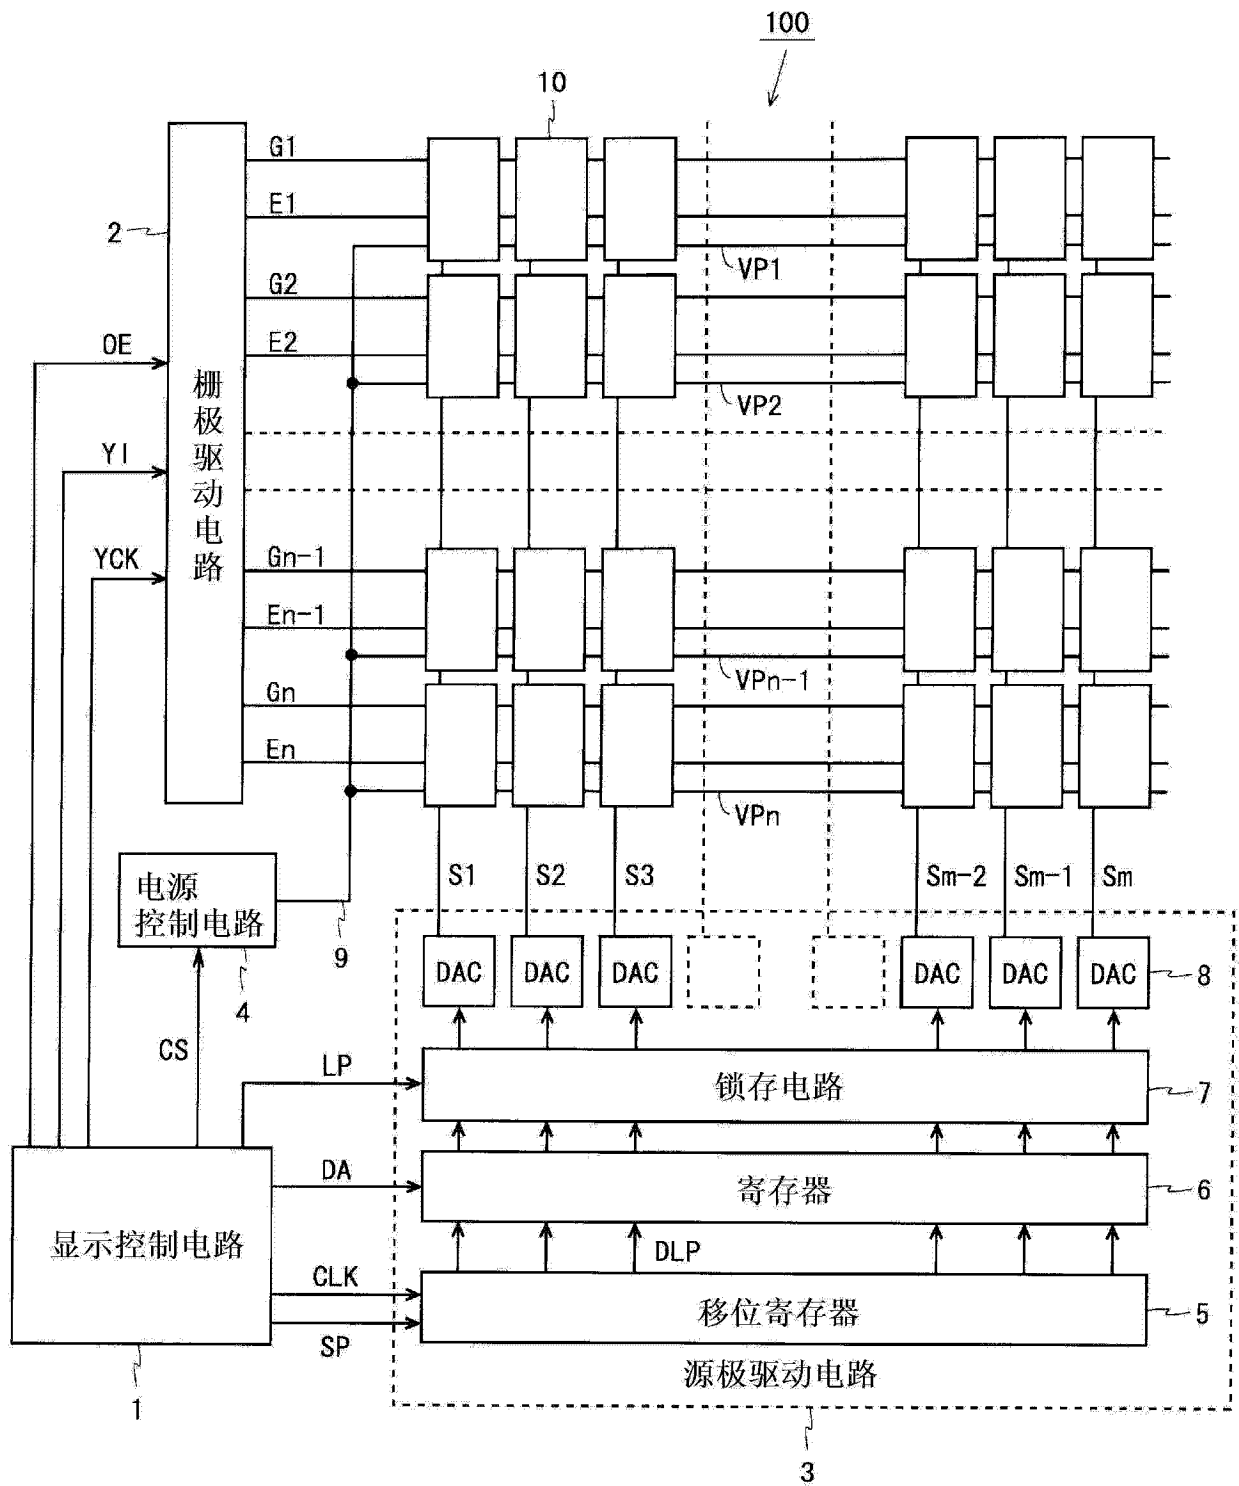 100
10
G1
E1
2
VP1
G2
E2
OE
VP2
栅极驱动电路
YI
YCK
Gn-1
En-1
VPn-1
Gn
En
VPn
S1 S2 S3 Sm-2 Sm-1 Sm
电源
控制电路
9
4
DAC DAC DAC DAC DAC DAC
8
CS
LP
锁存电路
7
DA
寄存器
6
显示控制电路
DLP
CLK
移位寄存器
5
SP
源极驱动电路
1
3